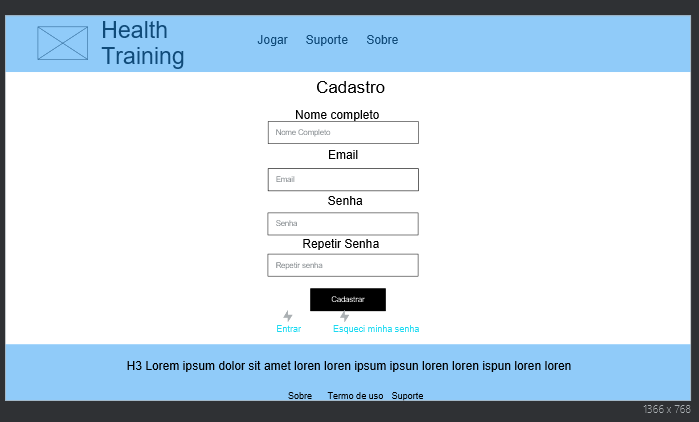 Health
Training
Jogar Suporte Sobre
Cadastro
Nome completo
Nome Completo
Email
Email
Senha
Senha
Repetir Senha
Repetir senha
Cadastrar
Entrar Esqueci minha senha
H3 Lorem ipsum dolor sit amet loren loren ipsum ipsun loren loren ispun loren loren
Sobre Termo de uso Suporte
1366 x 768